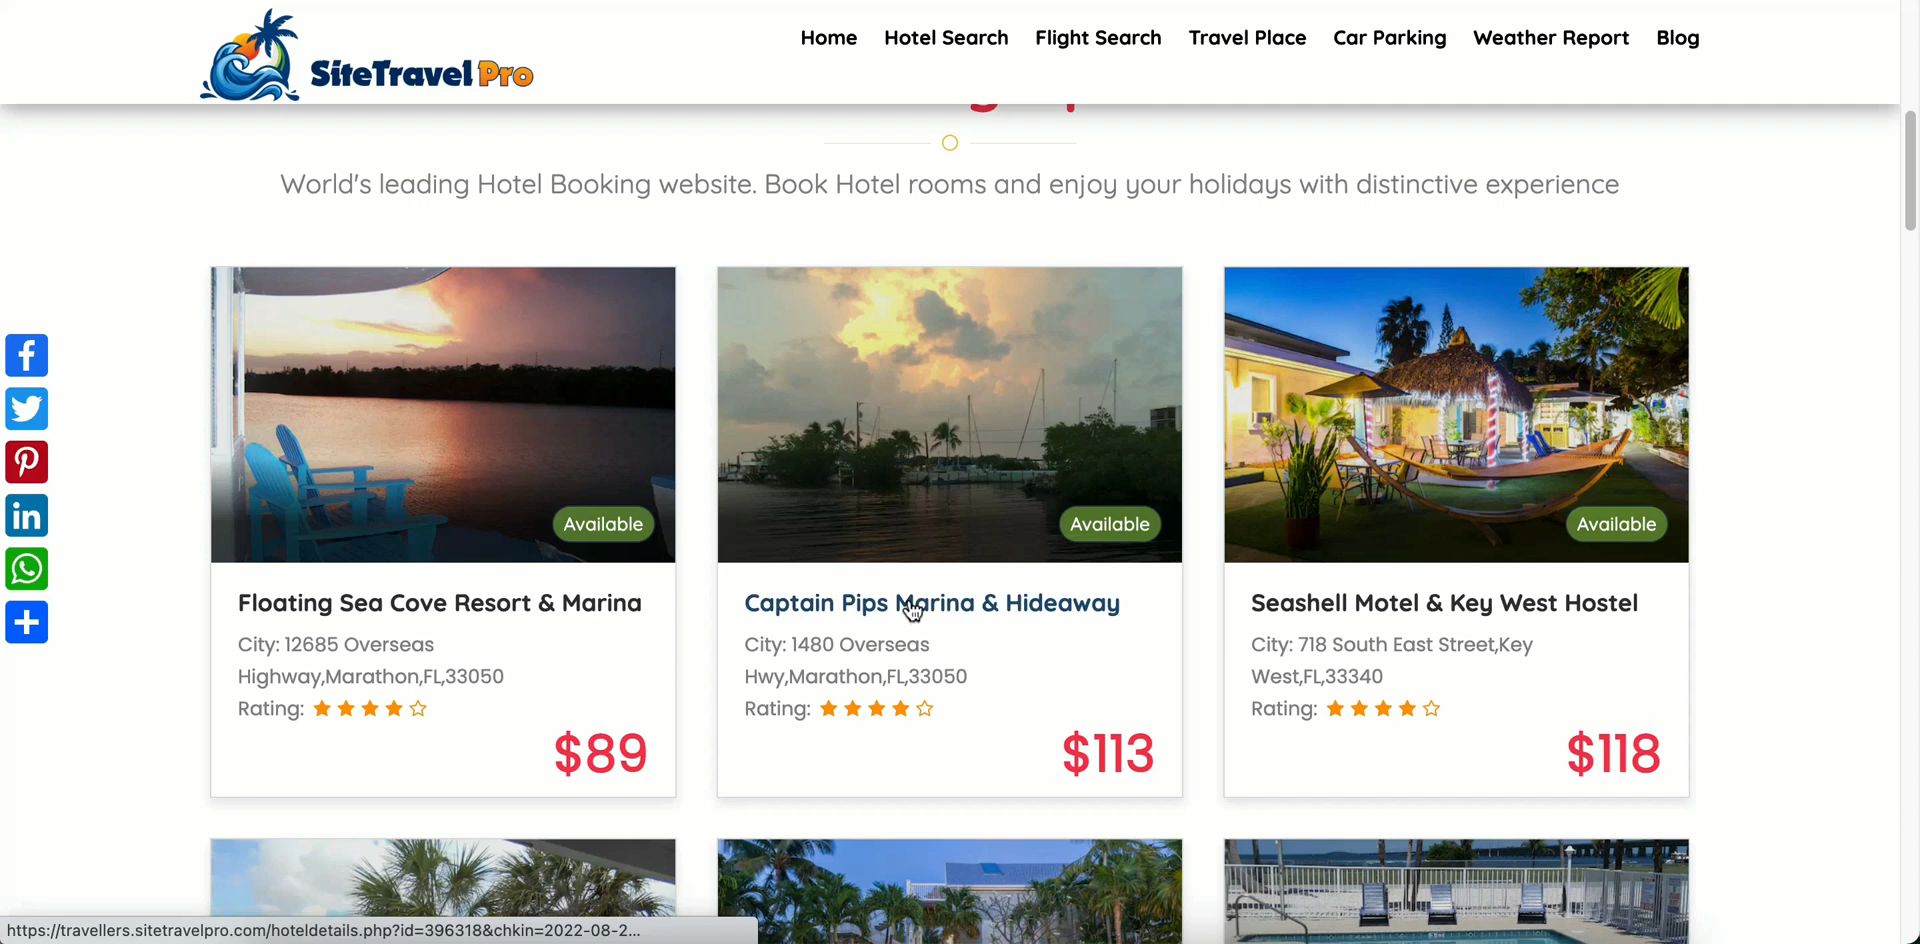 SiteTravel Pro
Home
Hotel Search
Flight Search
Travel Place
Car Parking
Weather Report
Blog
World's leading Hotel Booking website. Book Hotel rooms and enjoy your holidays with distinctive experience
Available
Floating Sea Cove Resort & Marina
City: 12685 Overseas
Highway,Marathon,FL,33050
Rating:
$89
Available
Captain Pips Marina & Hideaway
City: 1480 Overseas
Hwy,Marathon,FL,33050
Rating:
$113
Available
Seashell Motel & Key West Hostel
City: 718 South East Street,Key
West,FL,33340
Rating:
$118
https://travellers.sitetravelpro.com/hoteldetails.php?id=396318&chkin=2022-08-2...